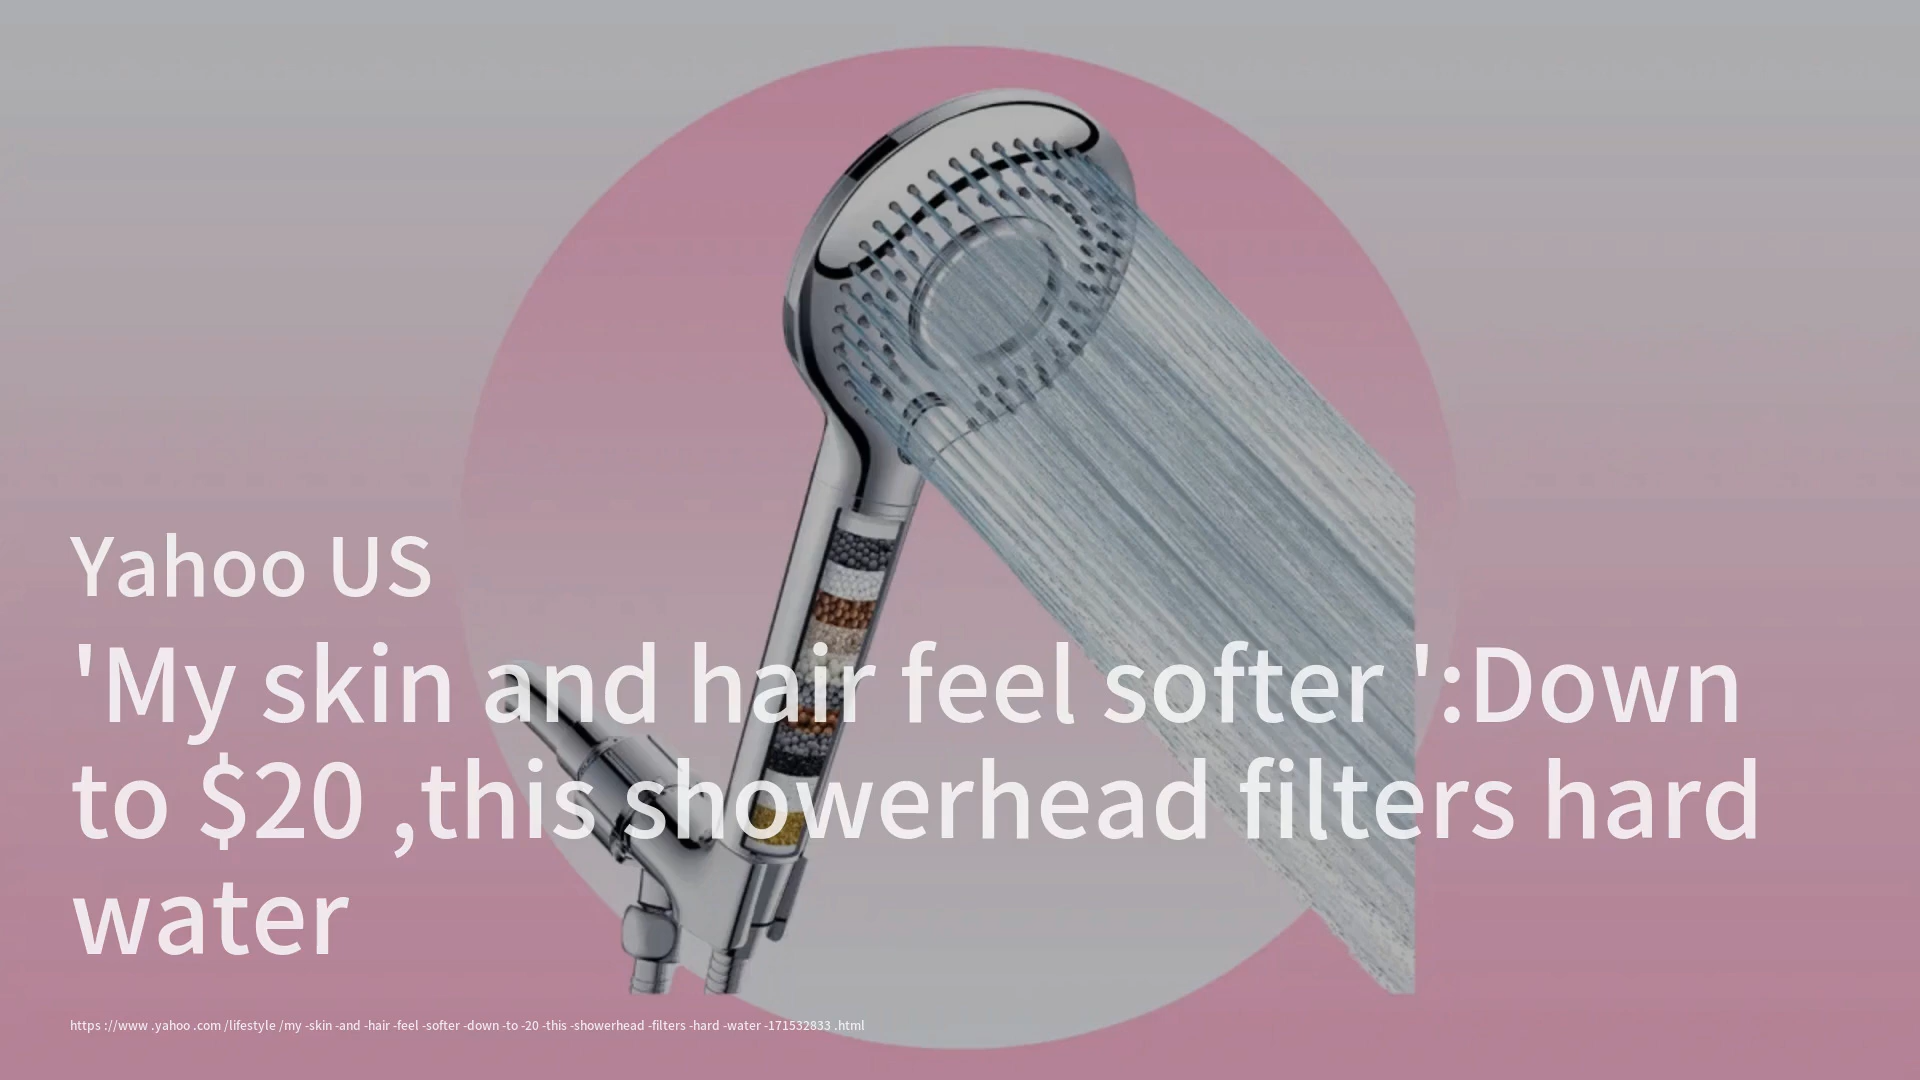 Yahoo US
'My skin and hair feel softer ':Down
to $20 ,this showerhead filters hard
water
https ://www .yahoo .com /lifestyle /my -skin -and -hair -feel -softer -down -to -20 -this -showerhead -filters -hard -water -171532833 .html